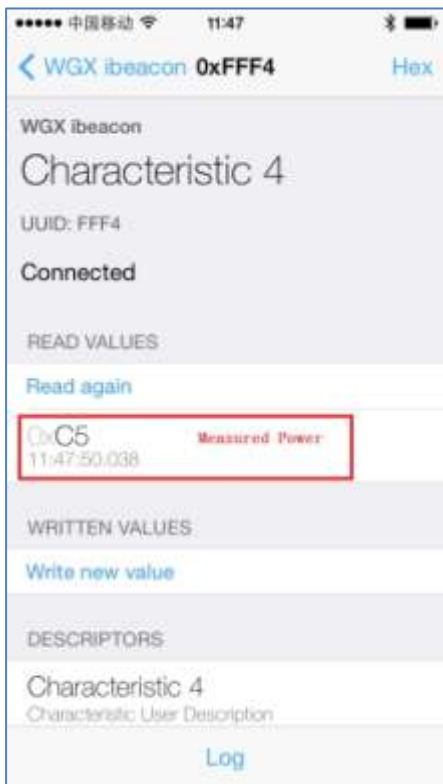 中国移动 11:47
WGX ibeacon 0xFFF4 Hex
WGX ibeacon
Characteristic 4
UUID: FFF4
Connected
READ VALUES
Read again
0xC5 Measured Power
11:47:50.038
WRITTEN VALUES
Write new value
DESCRIPTORS
Characteristic 4
Characteristic User Description
Log